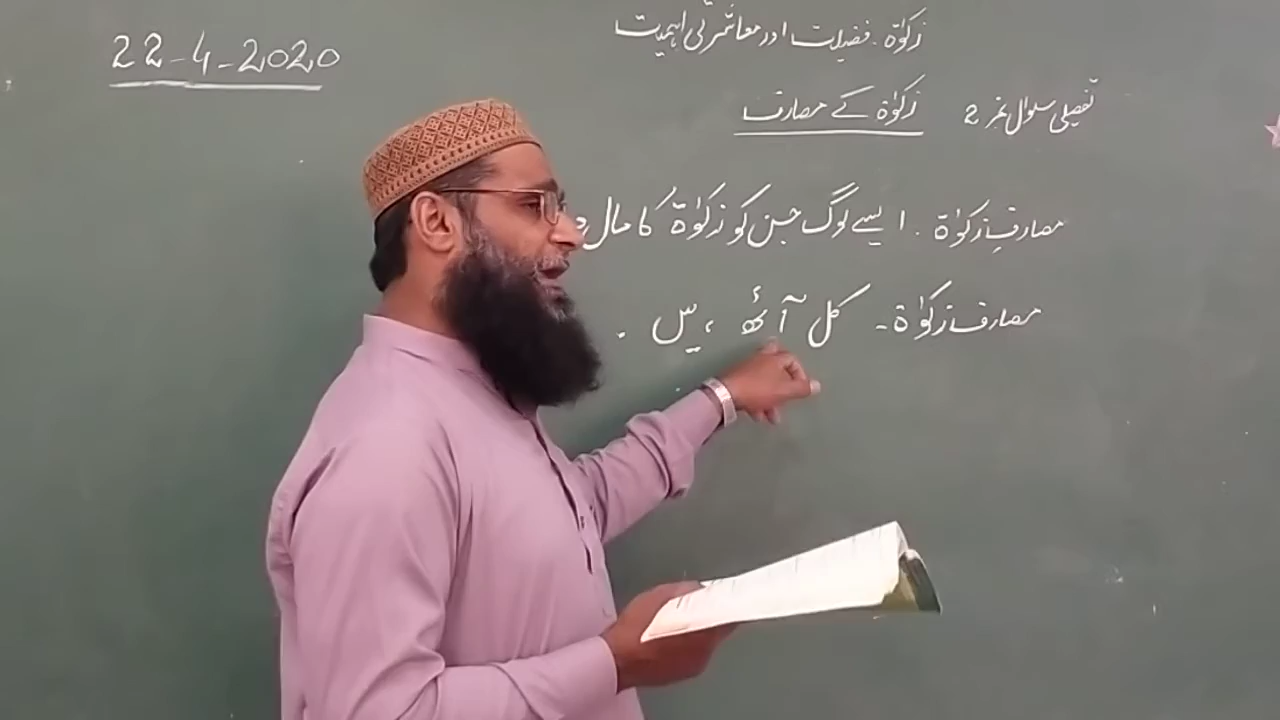 22-4-2020
زکوٰۃ۔ فضیلت اور معاشرتی اہمیت
تفصیلی سوال نمبر 2 زکوٰۃ کے مصارف
مصارفِ زکوٰۃ۔ ایسے لوگ جن کو زکوٰۃ کا مال
مصارف زکوٰۃ۔ کل آٹھ ہیں۔